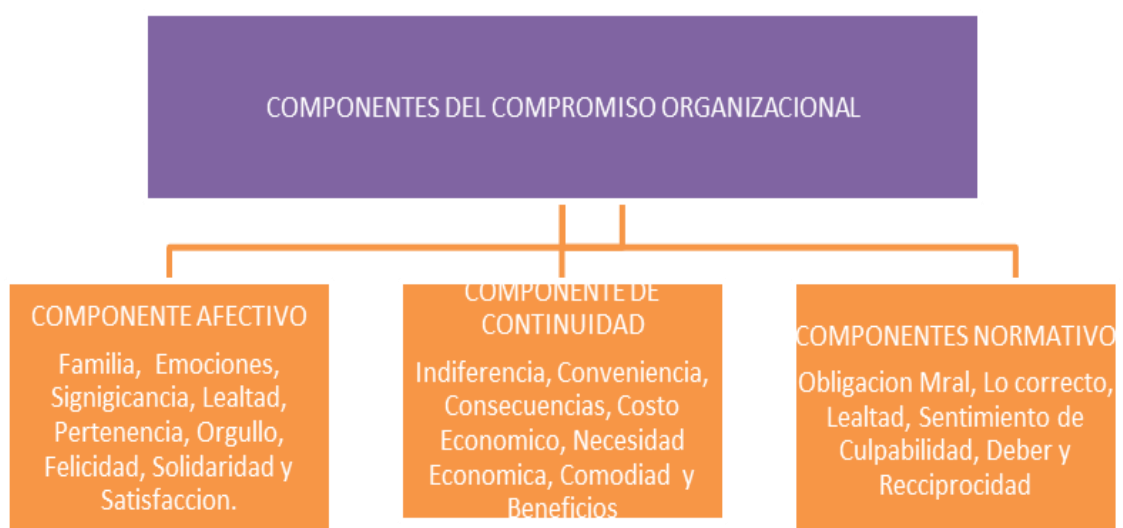 COMPONENTES DEL COMPROMISO ORGANIZACIONAL
COMPONENTE AFECTIVO
Familia, Emociones,
Signigicancia, Lealtad,
Pertenencia, Orgullo,
Felicidad, Solidaridad y
Satisfaccion.
COMPONENTE DE
CONTINUIDAD
Indiferencia, Conveniencia,
Consecuencias, Costo
Economico, Necesidad
Economica, Comodiad y
Beneficios
COMPONENTES NORMATIVO
Obligacion Mral, Lo correcto,
Lealtad, Sentimiento de
Culpabilidad, Deber y
Recciprocidad